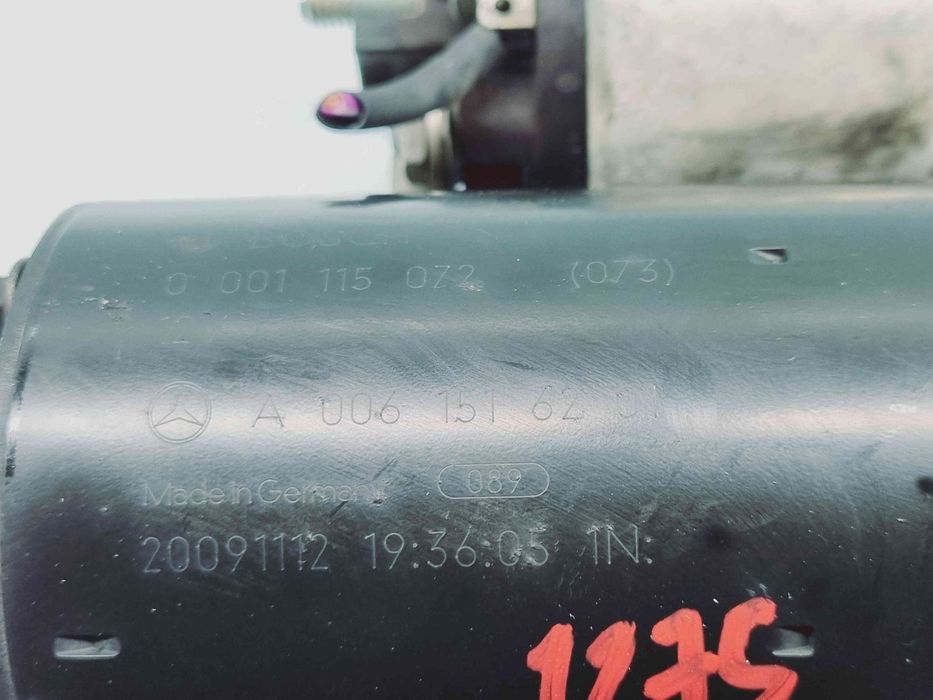 BOSCH
0 001 115 072 (073)
A 006 151 62 01
Made in Germany 089
20091112 19:36:05 1N.
1175